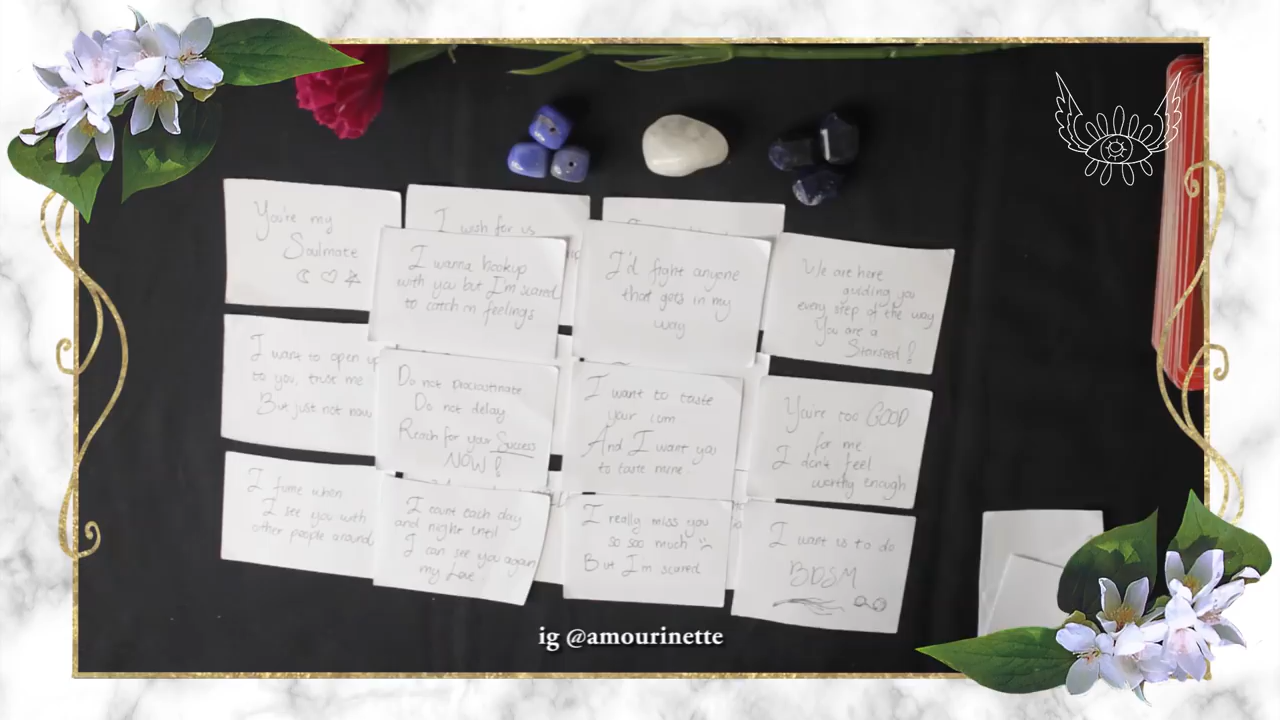 You're my
Soulmate
I wish for us
I wanna hookup
with you but I'm scared
to catch on feelings
I'd fight anyone
that gets in my
way
We are here
guiding you
every step of the way
You are a
Starseed !
I want to open up
to you, trust me
But just not now
Do not procrastinate
Do not delay
Reach for your Success
NOW !
I want to taste
your cum
And I want you
to taste mine
You're too GOOD
for me
I don't feel
worthy enough
I fume when
I see you with
other people around
I count each day
and night until
I can see you again
my Love
I really miss you
so soo much
But I'm scared
I want us to do
BDSM
ig @amourinette